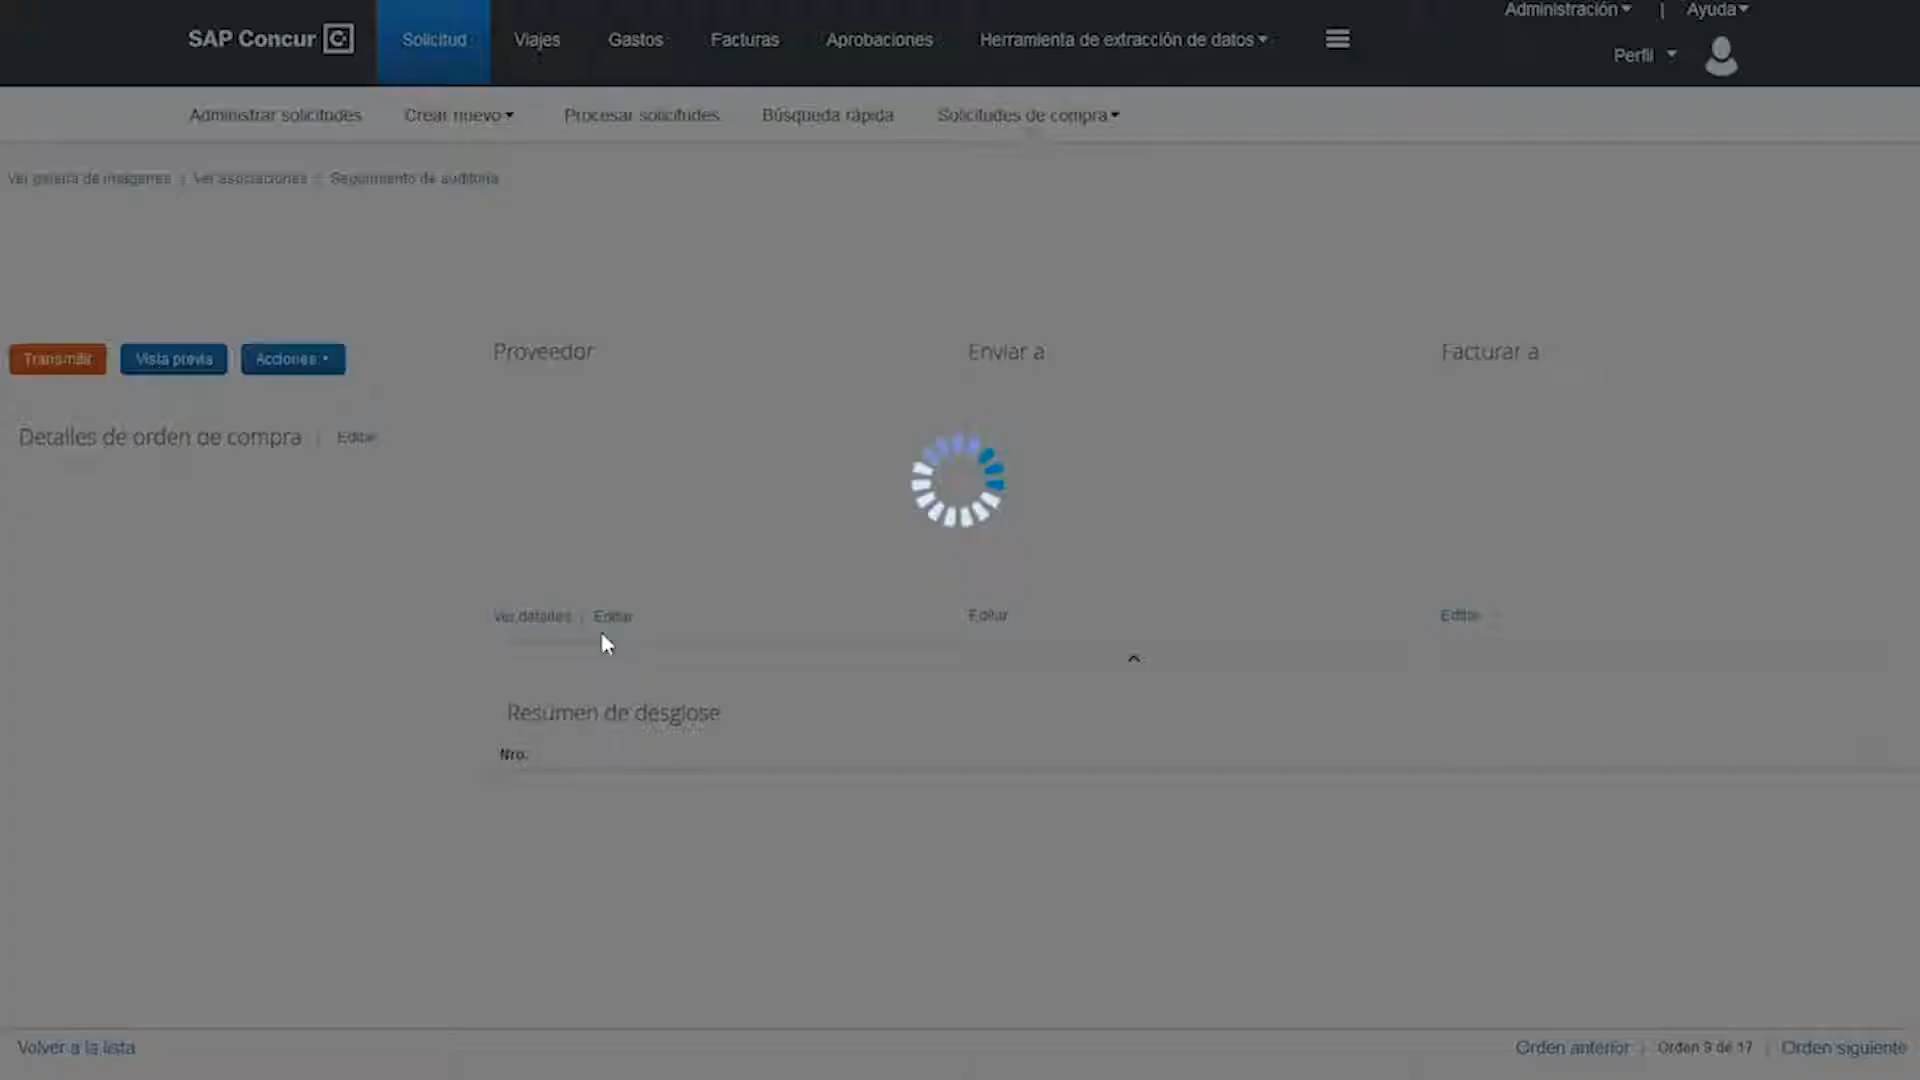 Administración | Ayuda
SAP Concur C. Solicitud Viajes Gastos Facturas Aprobaciones Herramienta de extracción de datos
Perfil
Administrar solicitudes Crear nuevo Procesar solicitudes Búsqueda rápida Solicitudes de compra
Ver galería de imágenes | Ver asociaciones | Seguimiento de auditoría
Transmitir Vista previa Acciones
Proveedor Enviar a Facturar a
Detalles de orden de compra | Editar
Ver detalles | Editar Editar Editar
Resumen de desglose
Nro.
Volver a la lista Orden anterior | Orden 9 de 17 | Orden siguiente